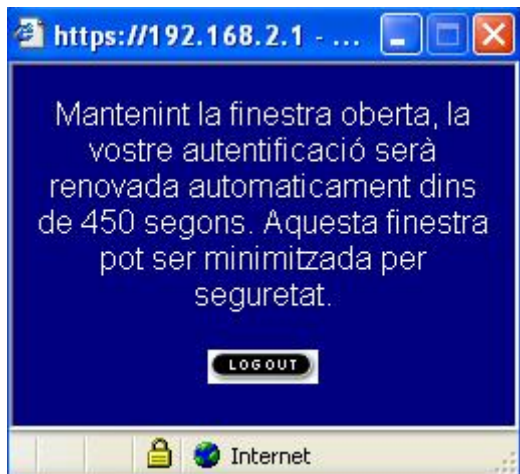 https://192.168.2.1 - ...
Mantenint la finestra oberta, la
vostre autentificació serà
renovada automaticament dins
de 450 segons. Aquesta finestra
pot ser minimitzada per
seguretat.
LOGOUT
Internet